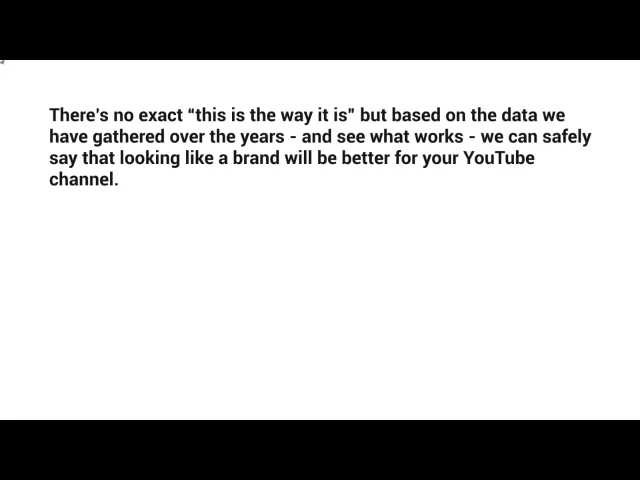 There's no exact “this is the way it is” but based on the data we
have gathered over the years - and see what works - we can safely
say that looking like a brand will be better for your YouTube
channel.